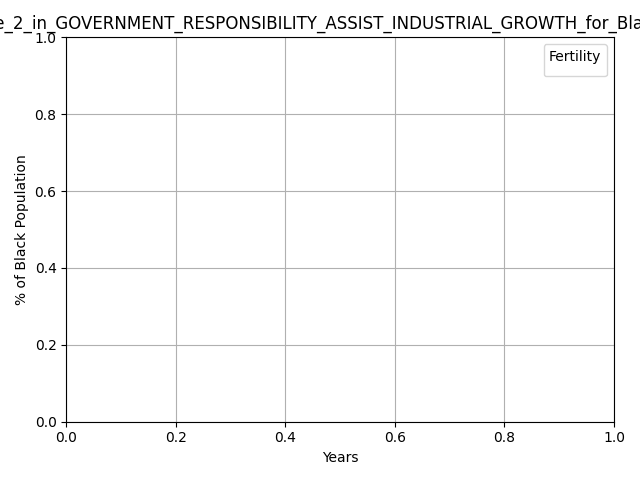 e_2_in_GOVERNMENT_RESPONSIBILITY_ASSIST_INDUSTRIAL_GROWTH_for_Bla
Fertility
% of Black Population
1.0
0.8
0.6
0.4
0.2
0.0
0.0 0.2 0.4 0.6 0.8 1.0
Years